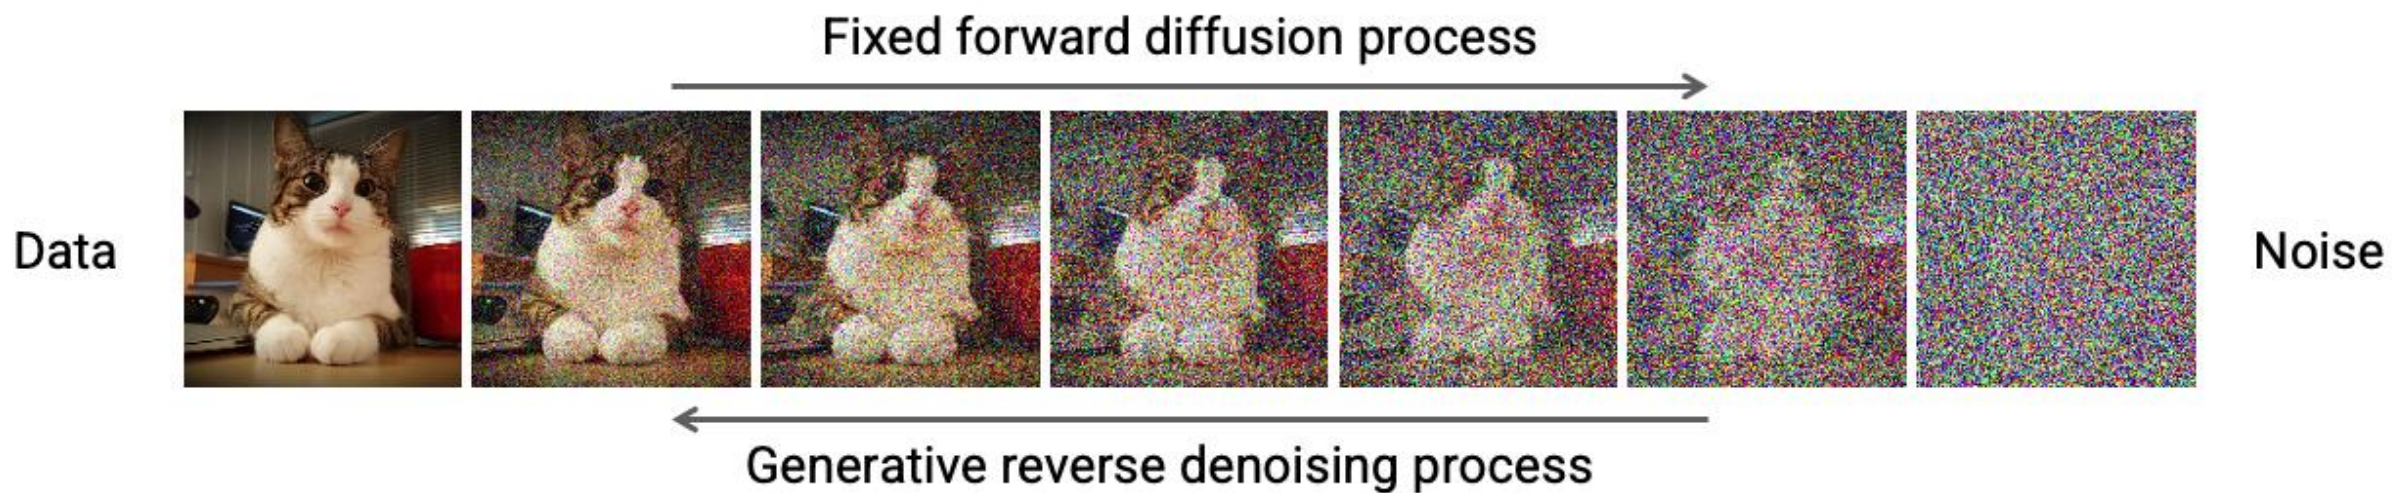 Fixed forward diffusion process
Data
Noise
Generative reverse denoising process